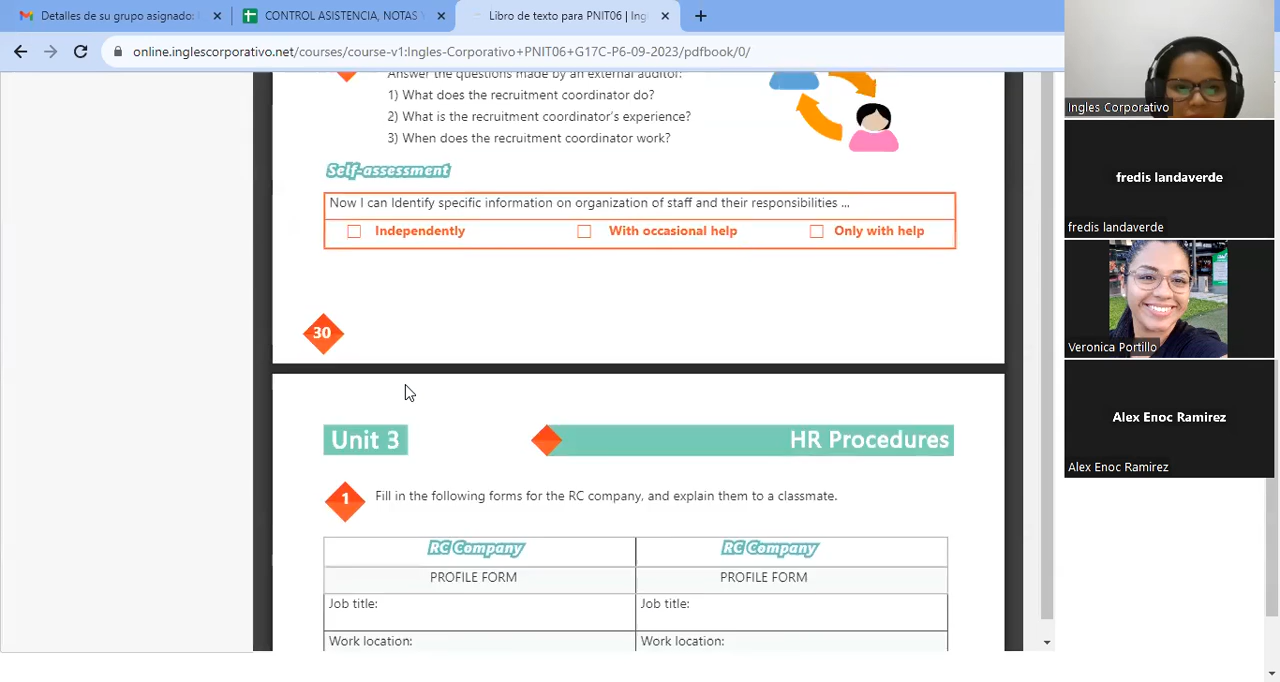 Detalles de su grupo asignado:
CONTROL ASISTENCIA, NOTAS Y
Libro de texto para PNIT06 | Ing
online.inglescorporativo.net/courses/course-v1:Ingles-Corporativo+PNIT06+G17C-P6-09-2023/pdfbook/0/
Answer the questions made by an external auditor:
1) What does the recruitment coordinator do?
2) What is the recruitment coordinator's experience?
3) When does the recruitment coordinator work?
Self-assessment
Now I can Identify specific information on organization of staff and their responsibilities ...
Independently
With occasional help
Only with help
30
Unit 3
HR Procedures
1
Fill in the following forms for the RC company, and explain them to a classmate.
RC Company
RC Company
PROFILE FORM
PROFILE FORM
Job title:
Job title:
Work location:
Work location:
Ingles Corporativo
fredis landaverde
fredis landaverde
Veronica Portillo
Alex Enoc Ramirez
Alex Enoc Ramirez